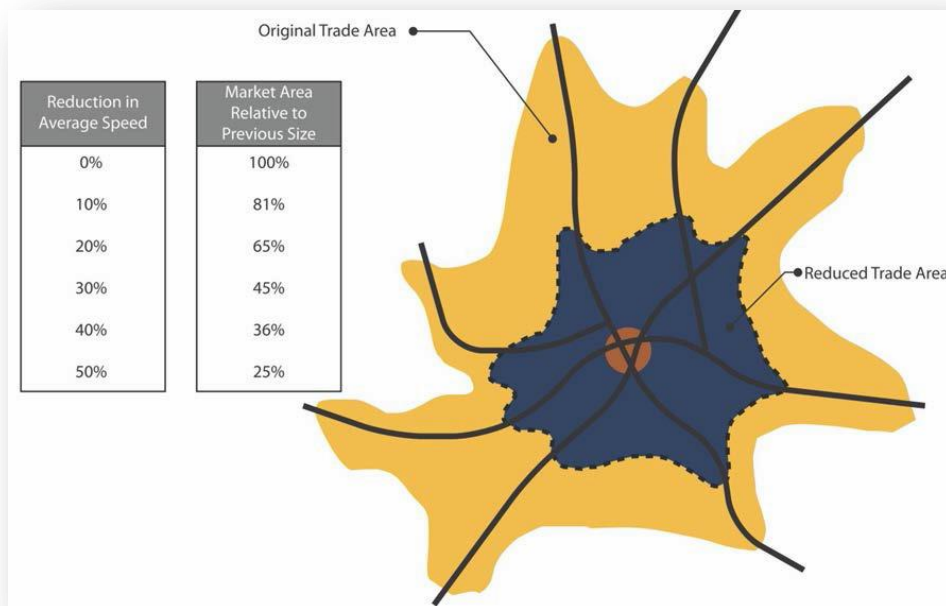 Original Trade Area
Reduction in
Average Speed
Market Area
Relative to
Previous Size
0%
100%
10%
81%
20%
65%
30%
45%
40%
36%
50%
25%
Reduced Trade Area